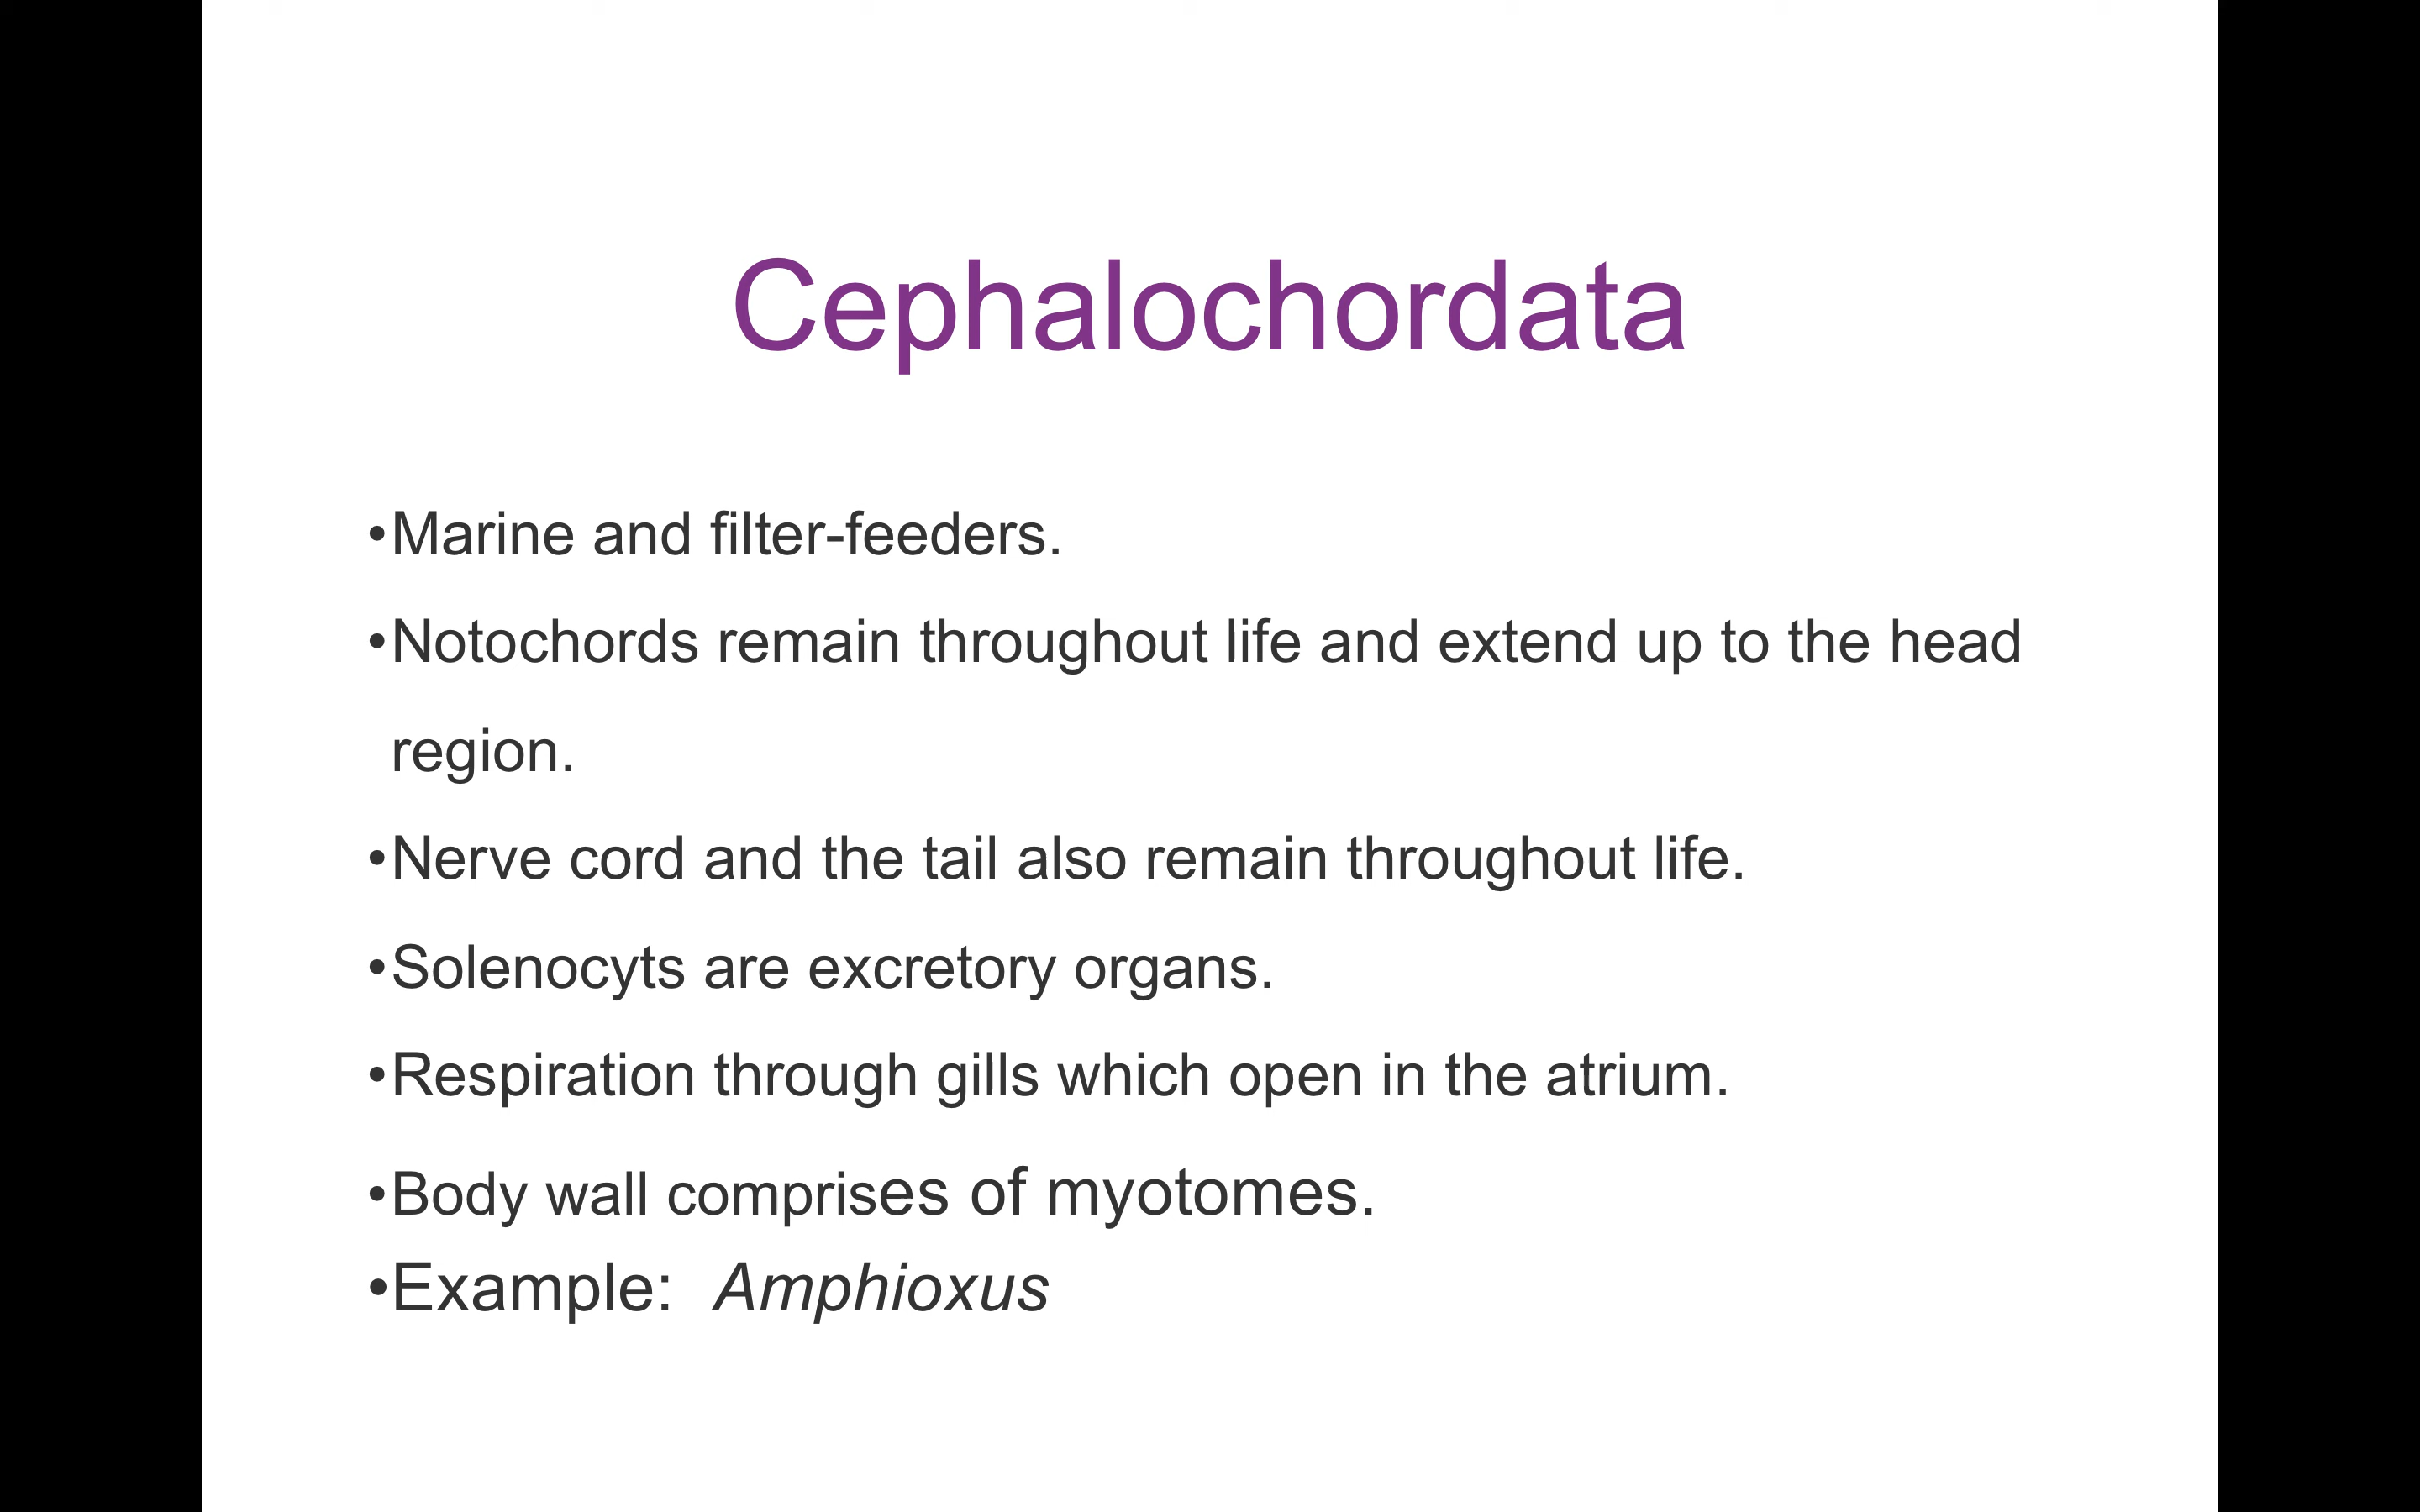 Cephalochordata
•Marine and filter-feeders.
•Notochords remain throughout life and extend up to the head
region.
•Nerve cord and the tail also remain throughout life.
•Solenocyts are excretory organs.
•Respiration through gills which open in the atrium.
•Body wall comprises of myotomes.
•Example: Amphioxus